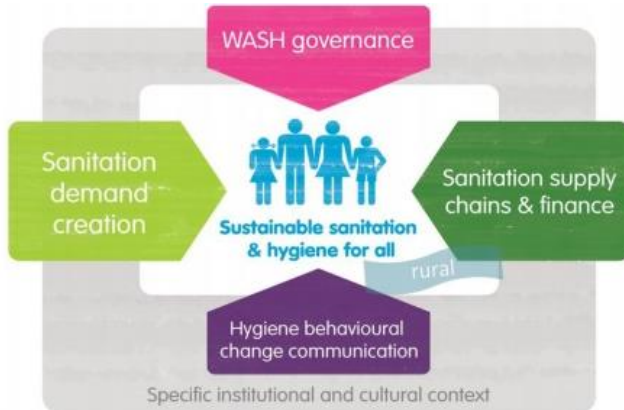 WASH governance
Sanitation
demand
creation
Sustainable sanitation
& hygiene for all
rural
Sanitation supply
chains & finance
Hygiene behavioural
change communication
Specific institutional and cultural context